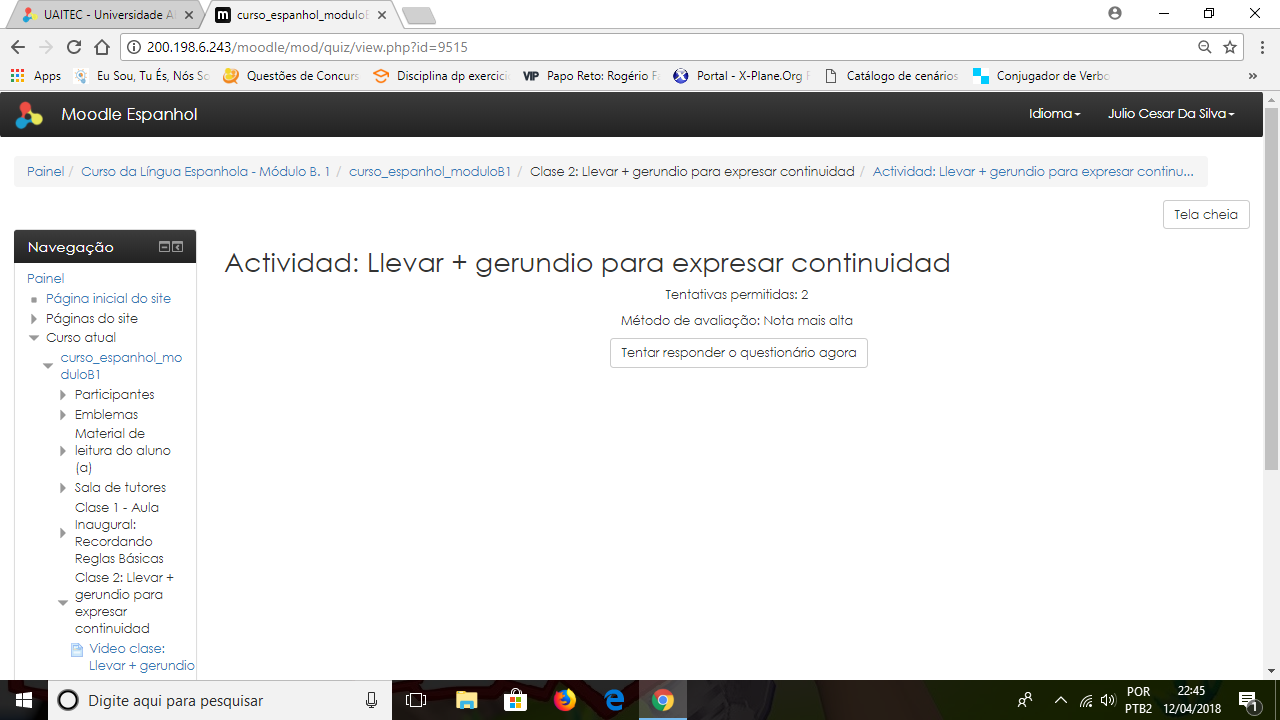 UAITEC - Universidade A
curso_espanhol_modulo
200.198.6.243/moodle/mod/quiz/view.php?id=9515
Apps
Eu Sou, Tu És, Nós So
Questões de Concurs
Disciplina dp exercici
VIP
Papo Reto: Rogério F
Portal - X-Plane.Org
Catálogo de cenários
Conjugador de Verbo
»
Moodle Espanhol
Idioma
Julio Cesar Da Silva
Painel / Curso da Língua Espanhola - Módulo B. 1 / curso_espanhol_moduloB1 / Clase 2: Llevar + gerundio para expresar continuidad / Actividad: Llevar + gerundio para expresar continu...
Tela cheia
Navegação
Painel
Página inicial do site
Páginas do site
Curso atual
curso_espanhol_mo
duloB1
Participantes
Emblemas
Material de
leitura do aluno
(a)
Sala de tutores
Clase 1 - Aula
Inaugural:
Recordando
Reglas Básicas
Clase 2: Llevar +
gerundio para
expresar
continuidad
Video clase:
Llevar + gerundio
Actividad: Llevar + gerundio para expresar continuidad
Tentativas permitidas: 2
Método de avaliação: Nota mais alta
Tentar responder o questionário agora
Digite aqui para pesquisar
POR
PTB2
22:45
12/04/2018
1